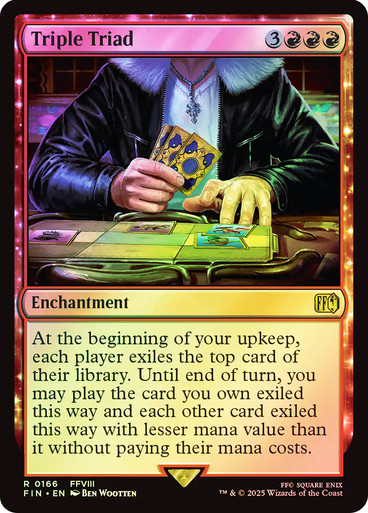 Triple Triad 3
Enchantment FF
At the beginning of your upkeep,
each player exiles the top card of
their library. Until end of turn, you
may play the card you own exiled
this way and each other card exiled
this way with lesser mana value than
it without paying their mana costs.
R 0166 FFVIII FF© SQUARE ENIX
FIN • EN BEN WOOTTEN ™ & © 2025 Wizards of the Coast